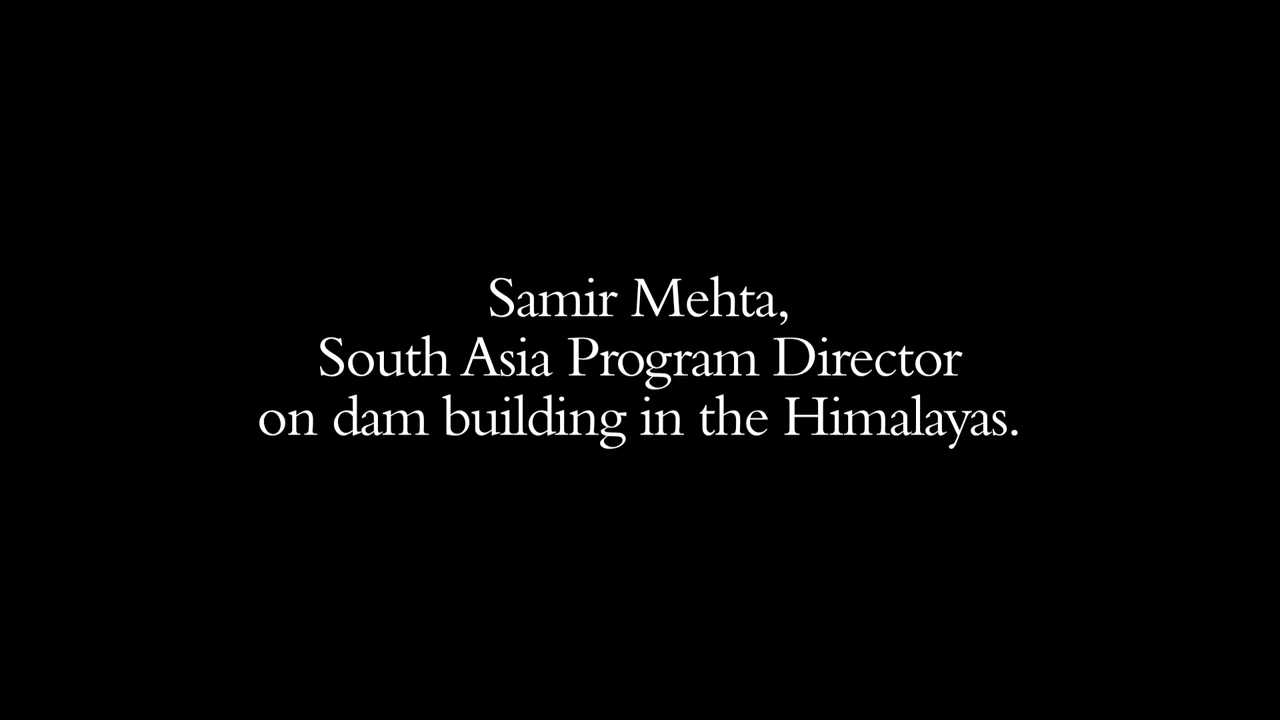 Samir Mehta,
South Asia Program Director
on dam building in the Himalayas.